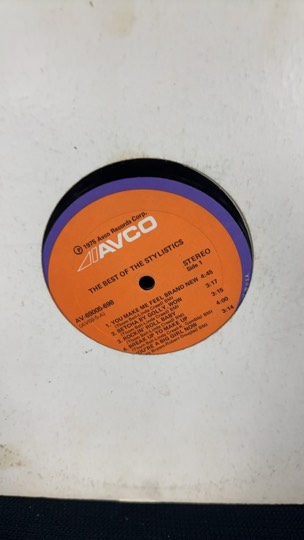 ℗ 1975 Avco Records Corp.
AVCO
THE BEST OF THE STYLISTICS
STEREO
Side 1
AV-69005-698
1. YOU MAKE ME FEEL BRAND NEW 4:45
2. BETCHA BY GOLLY, WOW 3:17
3. ROCKIN' ROLL BABY 3:15
4. BREAK UP TO MAKE UP 4:00
5. YOU'RE A BIG GIRL NOW 3:14